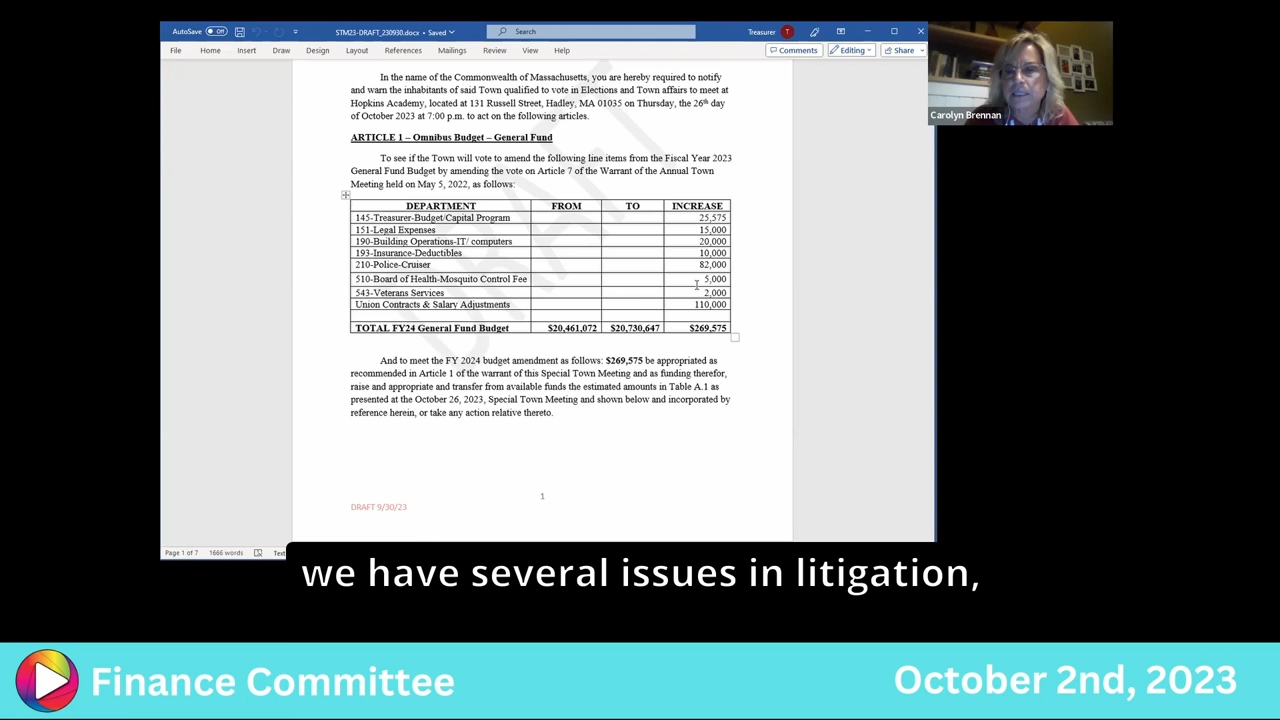 AutoSave Off STM23-DRAFT_230930.docx • Saved Search Treasurer T
File Home Insert Draw Design Layout References Mailings Review View Help Comments Editing Share
In the name of the Commonwealth of Massachusetts, you are hereby required to notify
and warn the inhabitants of said Town qualified to vote in Elections and Town affairs to meet at
Hopkins Academy, located at 131 Russell Street, Hadley, MA 01035 on Thursday, the 26th day
of October 2023 at 7:00 p.m. to act on the following articles.
ARTICLE 1 – Omnibus Budget – General Fund
To see if the Town will vote to amend the following line items from the Fiscal Year 2023
General Fund Budget by amending the vote on Article 7 of the Warrant of the Annual Town
Meeting held on May 5, 2022, as follows:
DEPARTMENT FROM TO INCREASE
145-Treasurer-Budget/Capital Program 25,575
151-Legal Expenses 15,000
190-Building Operations-IT/ computers 20,000
193-Insurance-Deductibles 10,000
210-Police-Cruiser 82,000
510-Board of Health-Mosquito Control Fee 5,000
543-Veterans Services 2,000
Union Contracts & Salary Adjustments 110,000
TOTAL FY24 General Fund Budget $20,461,072 $20,730,647 $269,575
And to meet the FY 2024 budget amendment as follows: $269,575 be appropriated as
recommended in Article 1 of the warrant of this Special Town Meeting and as funding therefor,
raise and appropriate and transfer from available funds the estimated amounts in Table A.1 as
presented at the October 26, 2023, Special Town Meeting and shown below and incorporated by
reference herein, or take any action relative thereto.
1
DRAFT 9/30/23
DRAFT
Page 1 of 7 1666 words Text
Carolyn Brennan
we have several issues in litigation,
Finance Committee
October 2nd, 2023